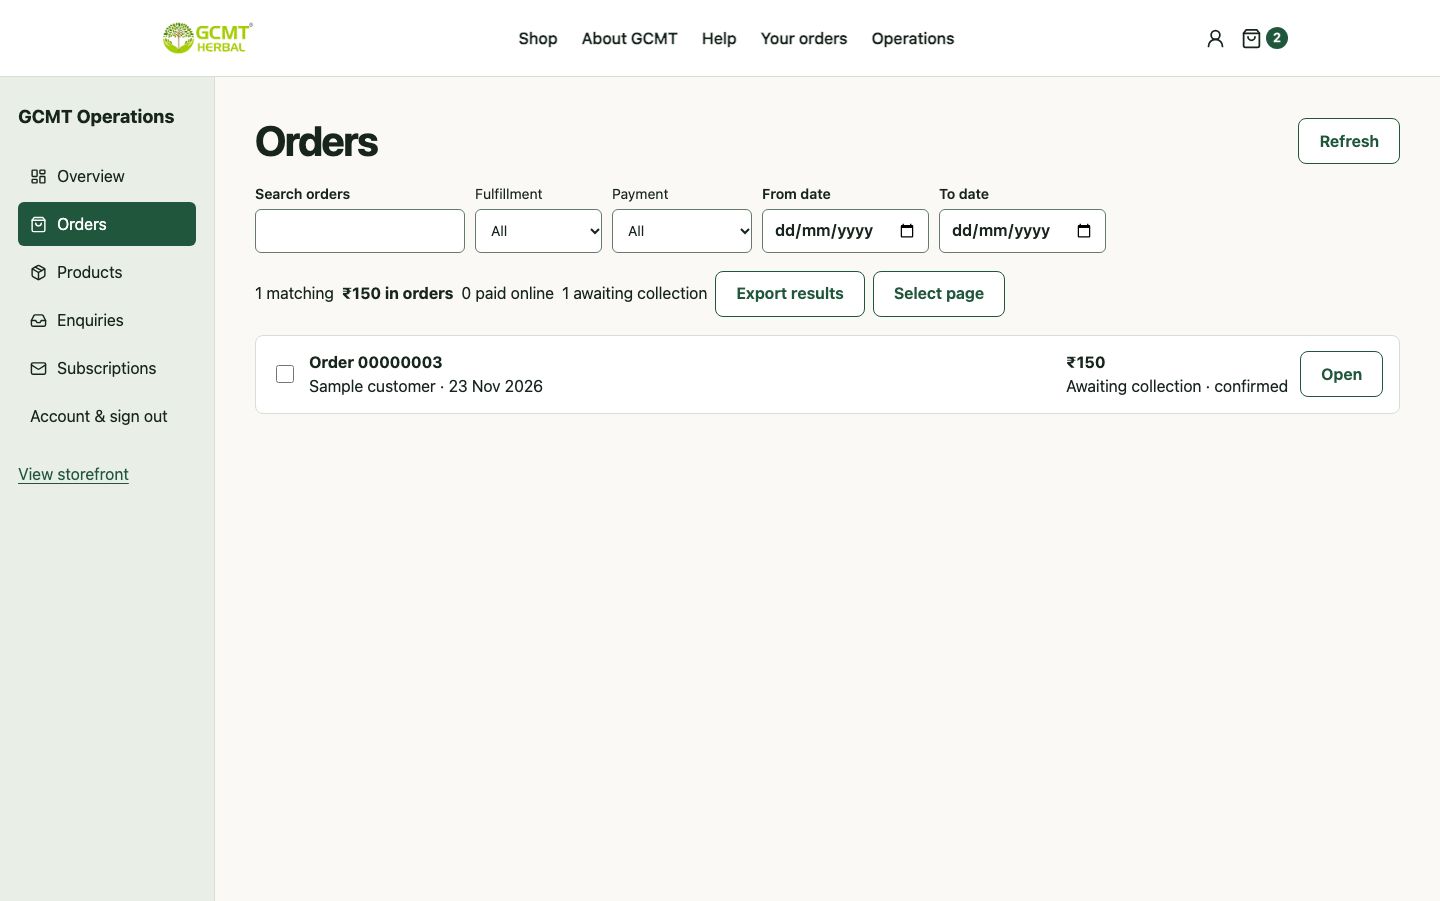 GCMT®
HERBAL
Shop About GCMT Help Your orders Operations
2
GCMT Operations
Overview
Orders
Products
Enquiries
Subscriptions
Account & sign out
View storefront
Orders
Refresh
Search orders Fulfillment Payment From date To date
All All dd/mm/yyyy dd/mm/yyyy
1 matching ₹150 in orders 0 paid online 1 awaiting collection Export results Select page
Order 00000003
Sample customer · 23 Nov 2026
₹150
Awaiting collection · confirmed
Open